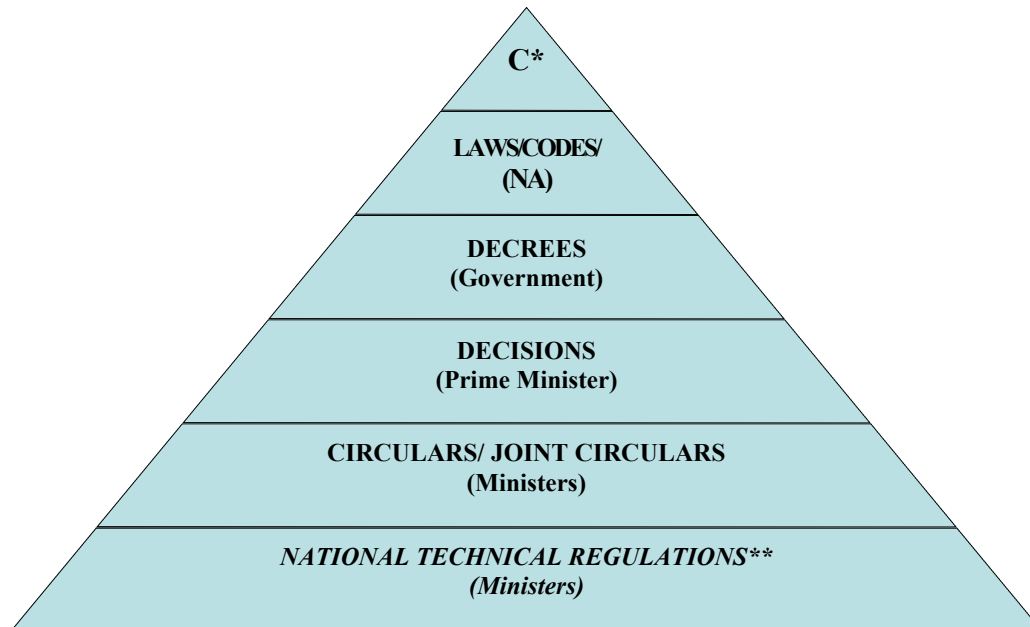 C*
LAWS/CODES/
(NA)
DECREES
(Government)
DECISIONS
(Prime Minister)
CIRCULARS/ JOINT CIRCULARS
(Ministers)
NATIONAL TECHNICAL REGULATIONS**
(Ministers)